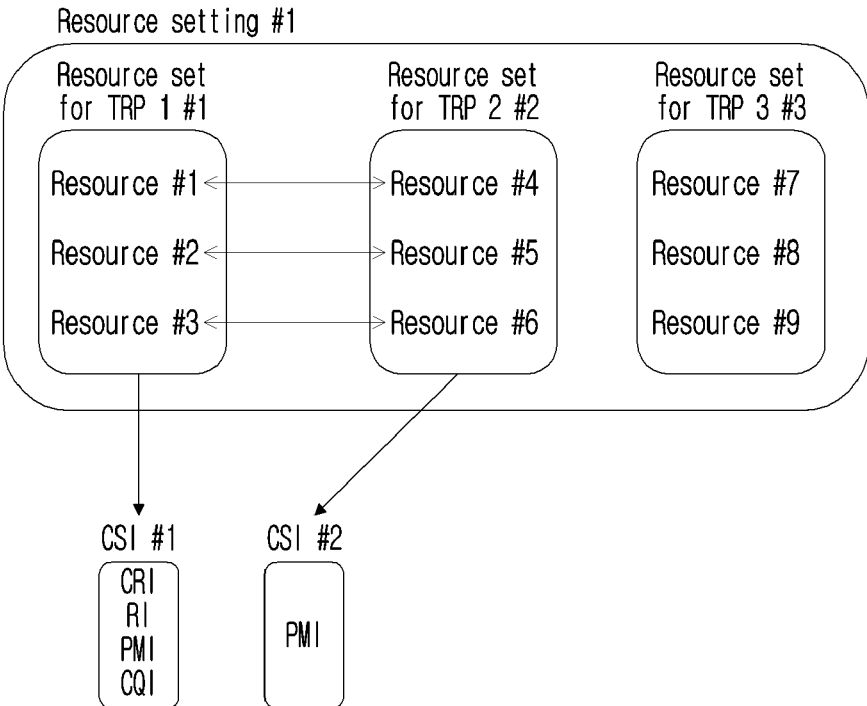 Resource setting #1
Resource set
for TRP 1 #1
Resource set
for TRP 2 #2
Resource set
for TRP 3 #3
Resource #1
Resource #4
Resource #7
Resource #2
Resource #5
Resource #8
Resource #3
Resource #6
Resource #9
CSI #1
CSI #2
CRI
RI
PMI
CQI
PMI